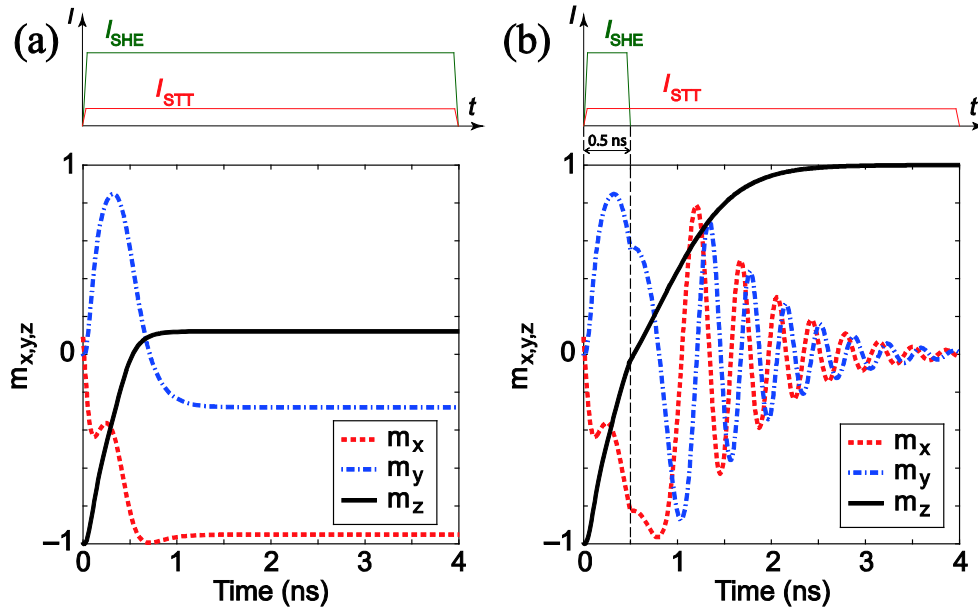 (a)
I
I_SHE
I_STT
t
1
0
−1
m_x,y,z
m_x
m_y
m_z
0 1 2 3 4
Time (ns)
(b)
I
I_SHE
I_STT
t
0.5 ns
1
0
−1
m_x,y,z
m_x
m_y
m_z
0 1 2 3 4
Time (ns)